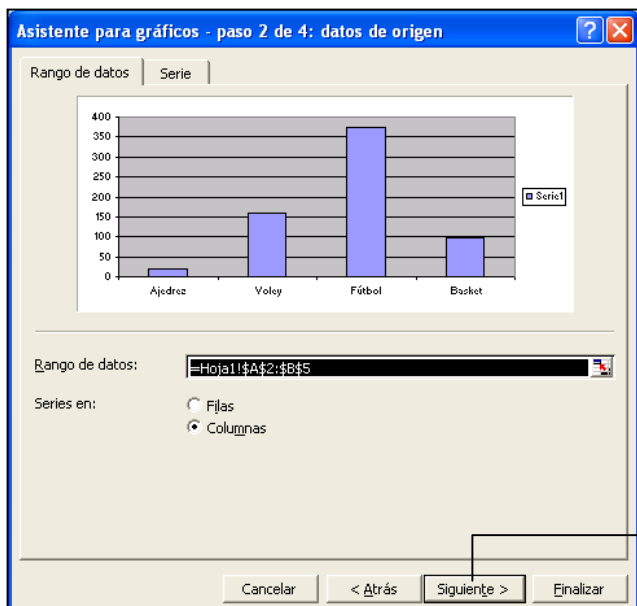 Asistente para gráficos - paso 2 de 4: datos de origen
Rango de datos
Serie
400
350
300
250
200
150
100
50
0
Serie1
Ajedrez Voley Fútbol Basket
Rango de datos: =Hoja1!$A$2:$B$5
Series en: Filas
Columnas
Cancelar < Atrás Siguiente > Finalizar